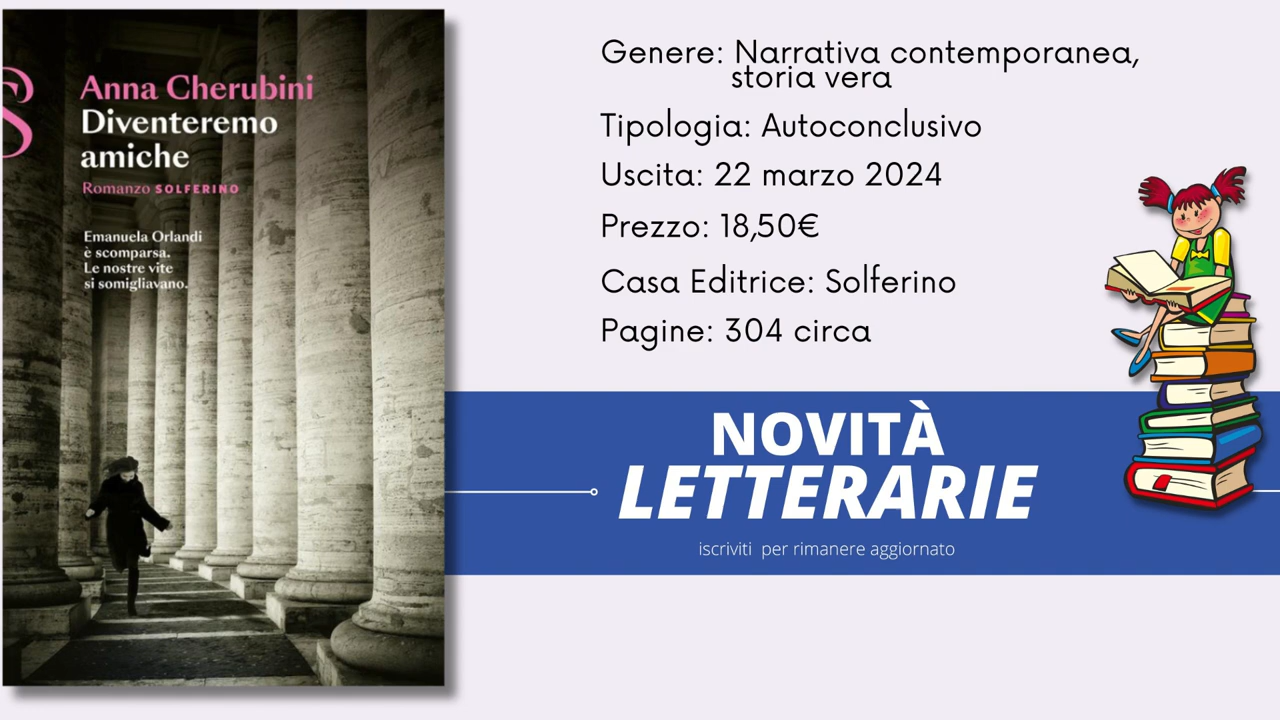 S
Anna Cherubini
Diventeremo
amiche
Romanzo SOLFERINO
Emanuela Orlandi
è scomparsa.
Le nostre vite
si somigliavano.
Genere: Narrativa contemporanea,
storia vera
Tipologia: Autoconclusivo
Uscita: 22 marzo 2024
Prezzo: 18,50€
Casa Editrice: Solferino
Pagine: 304 circa
NOVITÀ
LETTERARIE
iscriviti per rimanere aggiornato